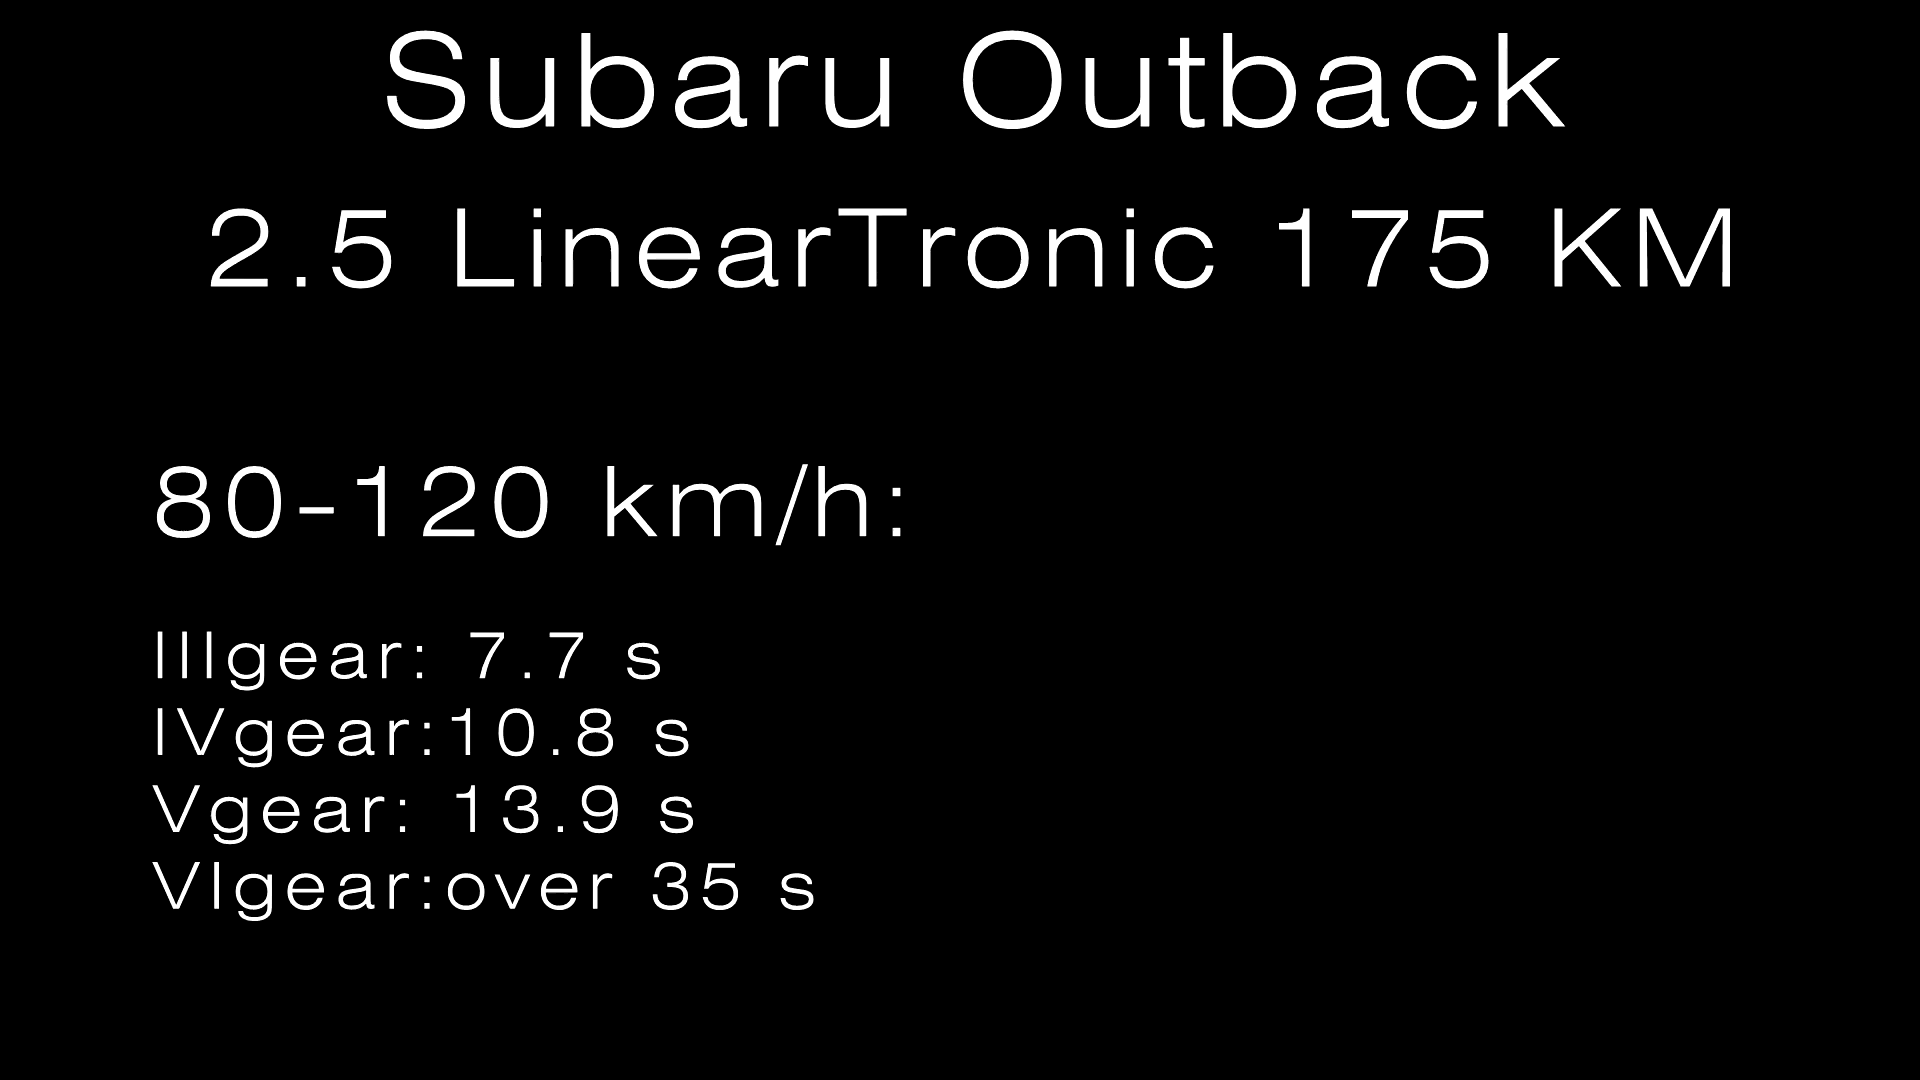 Subaru Outback
2.5 LinearTronic 175 KM
80-120 km/h:
IIIgear: 7.7 s
IVgear:10.8 s
Vgear: 13.9 s
VIgear:over 35 s